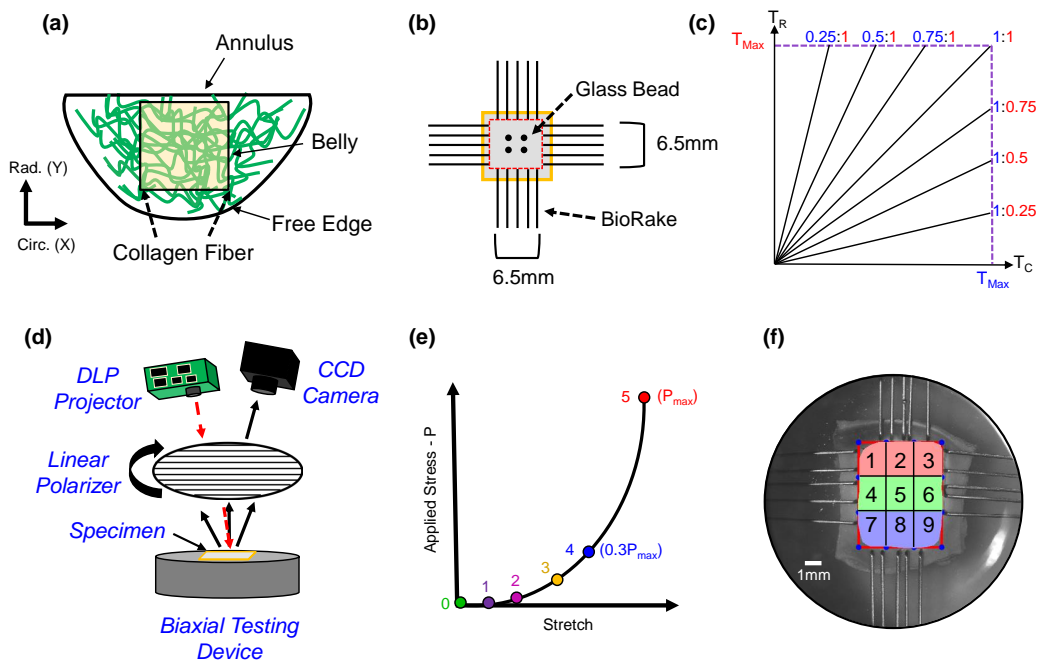 (a)
Annulus
Belly
Free Edge
Collagen Fiber
Rad. (Y)
Circ. (X)
(b)
Glass Bead
6.5mm
BioRake
6.5mm
(c)
T_R
T_Max
0.25:1
0.5:1
0.75:1
1:1
1:0.75
1:0.5
1:0.25
T_C
T_Max
(d)
DLP
Projector
CCD
Camera
Linear
Polarizer
Specimen
Biaxial Testing
Device
(e)
Applied Stress - P
5
(P_max)
4
(0.3P_max)
3
2
1
0
Stretch
(f)
1 2 3
4 5 6
7 8 9
1mm